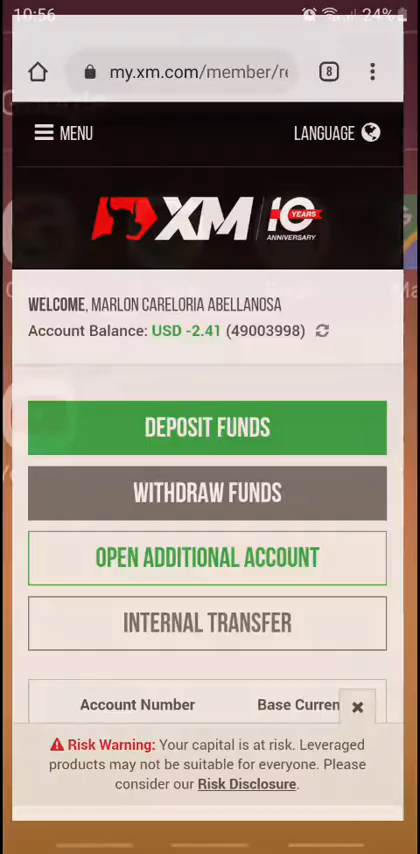 10:56
24%
my.xm.com/member/re
8
MENU
LANGUAGE
XM 10
YEARS
ANNIVERSARY
WELCOME, MARLON CARELORIA ABELLANOSA
Account Balance: USD -2.41 (49003998)
DEPOSIT FUNDS
WITHDRAW FUNDS
OPEN ADDITIONAL ACCOUNT
INTERNAL TRANSFER
Account Number Base Curren
Risk Warning: Your capital is at risk. Leveraged
products may not be suitable for everyone. Please
consider our Risk Disclosure.